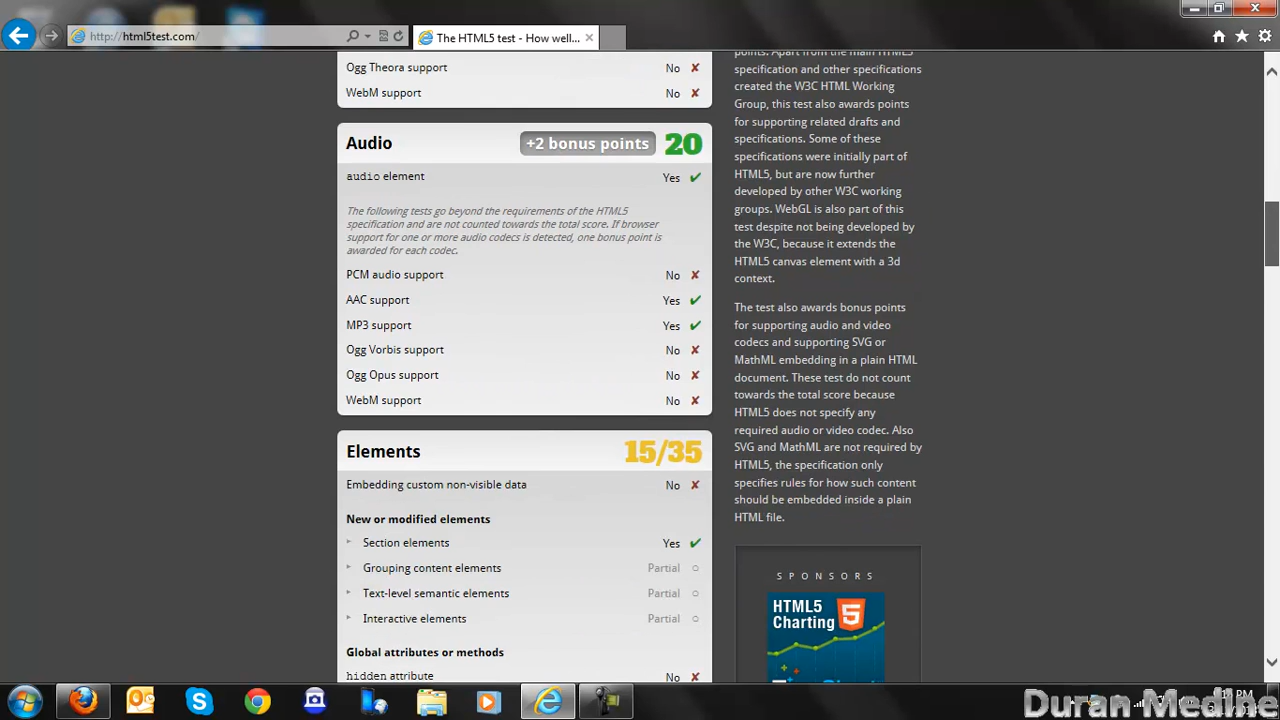 http://html5test.com/
The HTML5 test - How well...
Ogg Theora support No ✘
WebM support No ✘
Audio +2 bonus points 20
audio element Yes ✔
The following tests go beyond the requirements of the HTML5
specification and are not counted towards the total score. If browser
support for one or more audio codecs is detected, one bonus point is
awarded for each codec.
PCM audio support No ✘
AAC support Yes ✔
MP3 support Yes ✔
Ogg Vorbis support No ✘
Ogg Opus support No ✘
WebM support No ✘
Elements 15/35
Embedding custom non-visible data No ✘
New or modified elements
Section elements Yes ✔
Grouping content elements Partial ○
Text-level semantic elements Partial ○
Interactive elements Partial ○
Global attributes or methods
hidden attribute No ✘
points. Apart from the main HTML5
specification and other specifications
created the W3C HTML Working
Group, this test also awards points
for supporting related drafts and
specifications. Some of these
specifications were initially part of
HTML5, but are now further
developed by other W3C working
groups. WebGL is also part of this
test despite not being developed by
the W3C, because it extends the
HTML5 canvas element with a 3d
context.
The test also awards bonus points
for supporting audio and video
codecs and supporting SVG or
MathML embedding in a plain HTML
document. These test do not count
towards the total score because
HTML5 does not specify any
required audio or video codec. Also
SVG and MathML are not required by
HTML5, the specification only
specifies rules for how such content
should be embedded inside a plain
HTML file.
SPONSORS
HTML5
Charting 5
Duran Medine